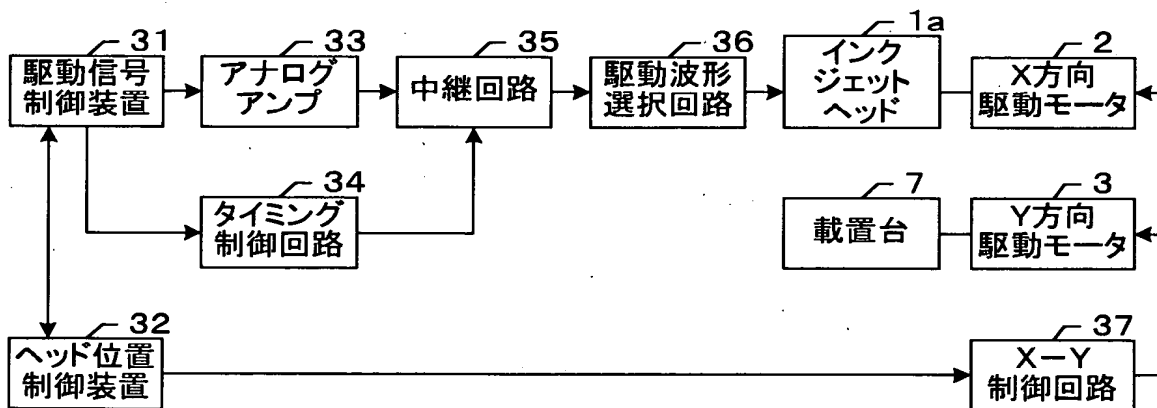 31
駆動信号
制御装置
33
アナログ
アンプ
35
中継回路
36
駆動波形
選択回路
1a
インク
ジェット
ヘッド
2
X方向
駆動モータ
34
タイミング
制御回路
7
載置台
3
Y方向
駆動モータ
32
ヘッド位置
制御装置
37
X－Y
制御回路